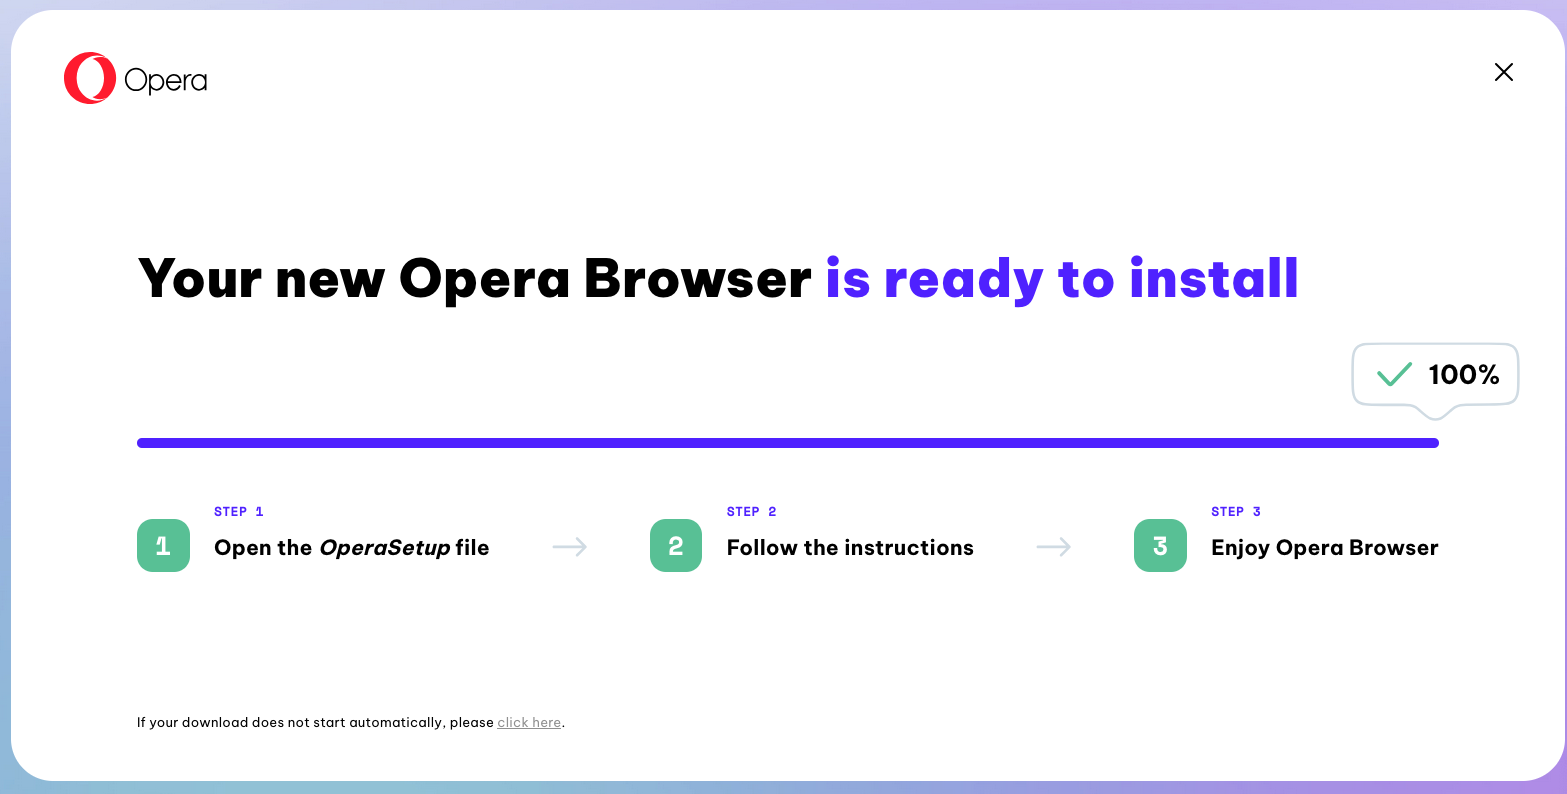 Opera
Your new Opera Browser is ready to install
100%
STEP 1
1 Open the OperaSetup file
STEP 2
2 Follow the instructions
STEP 3
3 Enjoy Opera Browser
If your download does not start automatically, please click here.